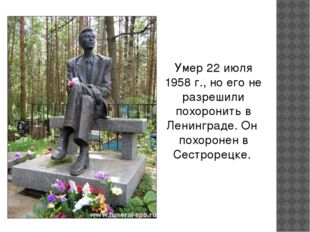 Умер 22 июля
1958 г., но его не
разрешили
похоронить в
Ленинграде. Он
похоронен в
Сестрорецке.
www.funeral-spb.ru